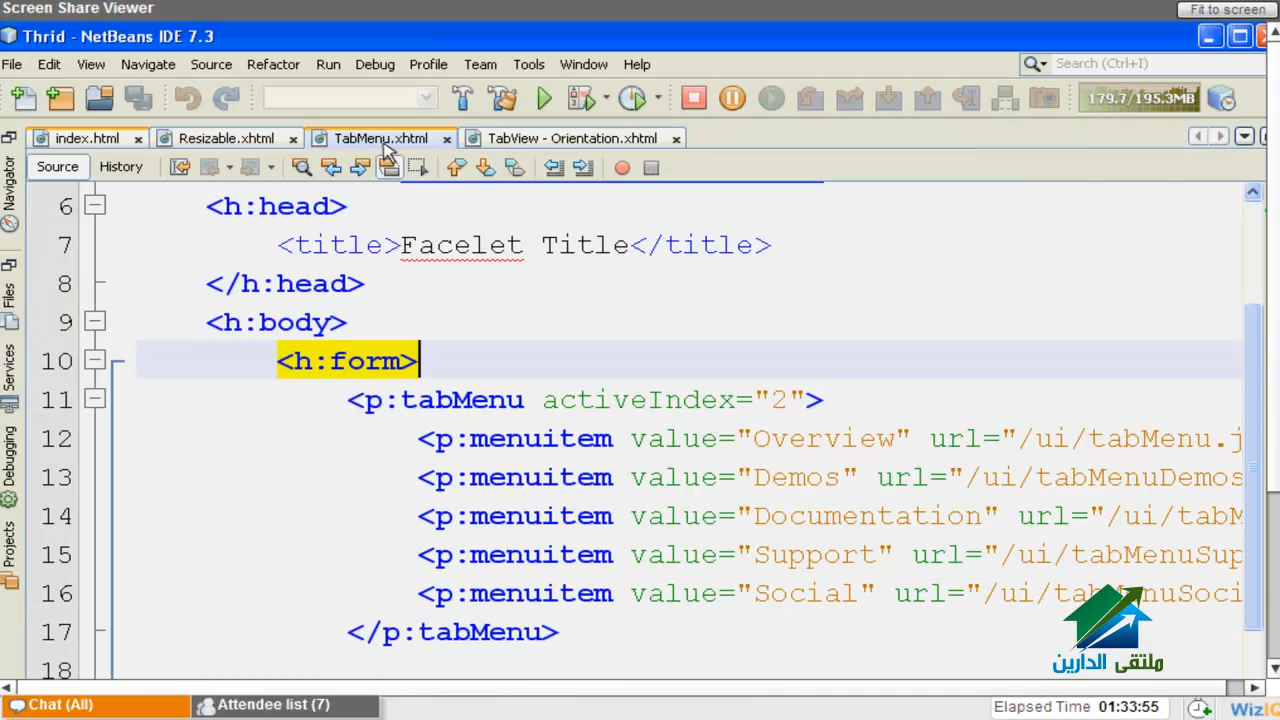 Screen Share Viewer
Fit to screen
Thrid - NetBeans IDE 7.3
File Edit View Navigate Source Refactor Run Debug Profile Team Tools Window Help
Search (Ctrl+I)
179.7/195.3MB
index.html Resizable.xhtml TabMenu.xhtml TabView - Orientation.xhtml
Source History
Navigator
Files
Services
Debugging
Projects
6 <h:head>
7 <title>Facelet Title</title>
8 </h:head>
9 <h:body>
10 <h:form>
11 <p:tabMenu activeIndex="2">
12 <p:menuitem value="Overview" url="/ui/tabMenu.j
13 <p:menuitem value="Demos" url="/ui/tabMenuDemos
14 <p:menuitem value="Documentation" url="/ui/tabM
15 <p:menuitem value="Support" url="/ui/tabMenuSup
16 <p:menuitem value="Social" url="/ui/tabMenuSoci
17 </p:tabMenu>
18
ملتقى الدارين
Chat (All)
Attendee list (7)
Elapsed Time 01:33:55
WizIQ